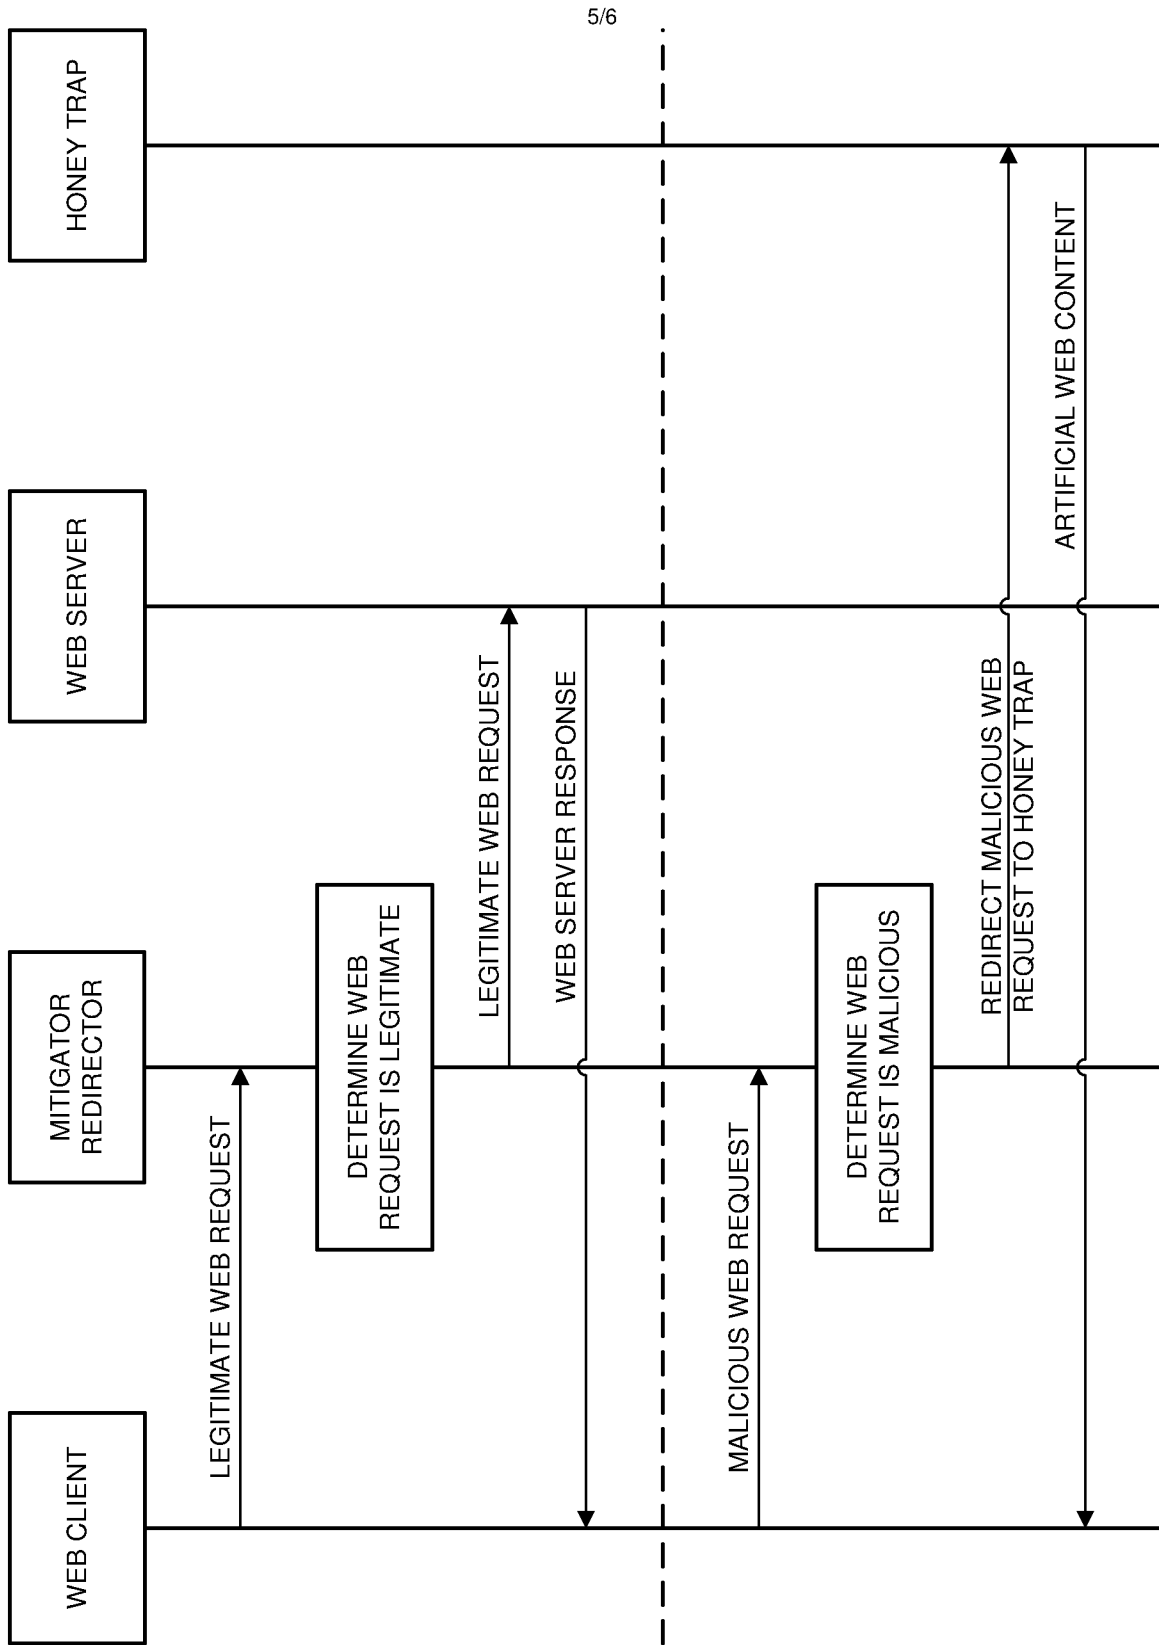 5/6
WEB CLIENT
MITIGATOR
REDIRECTOR
WEB SERVER
HONEY TRAP
LEGITIMATE WEB REQUEST
DETERMINE WEB
REQUEST IS LEGITIMATE
LEGITIMATE WEB REQUEST
WEB SERVER RESPONSE
MALICIOUS WEB REQUEST
DETERMINE WEB
REQUEST IS MALICIOUS
REDIRECT MALICIOUS WEB
REQUEST TO HONEY TRAP
ARTIFICIAL WEB CONTENT